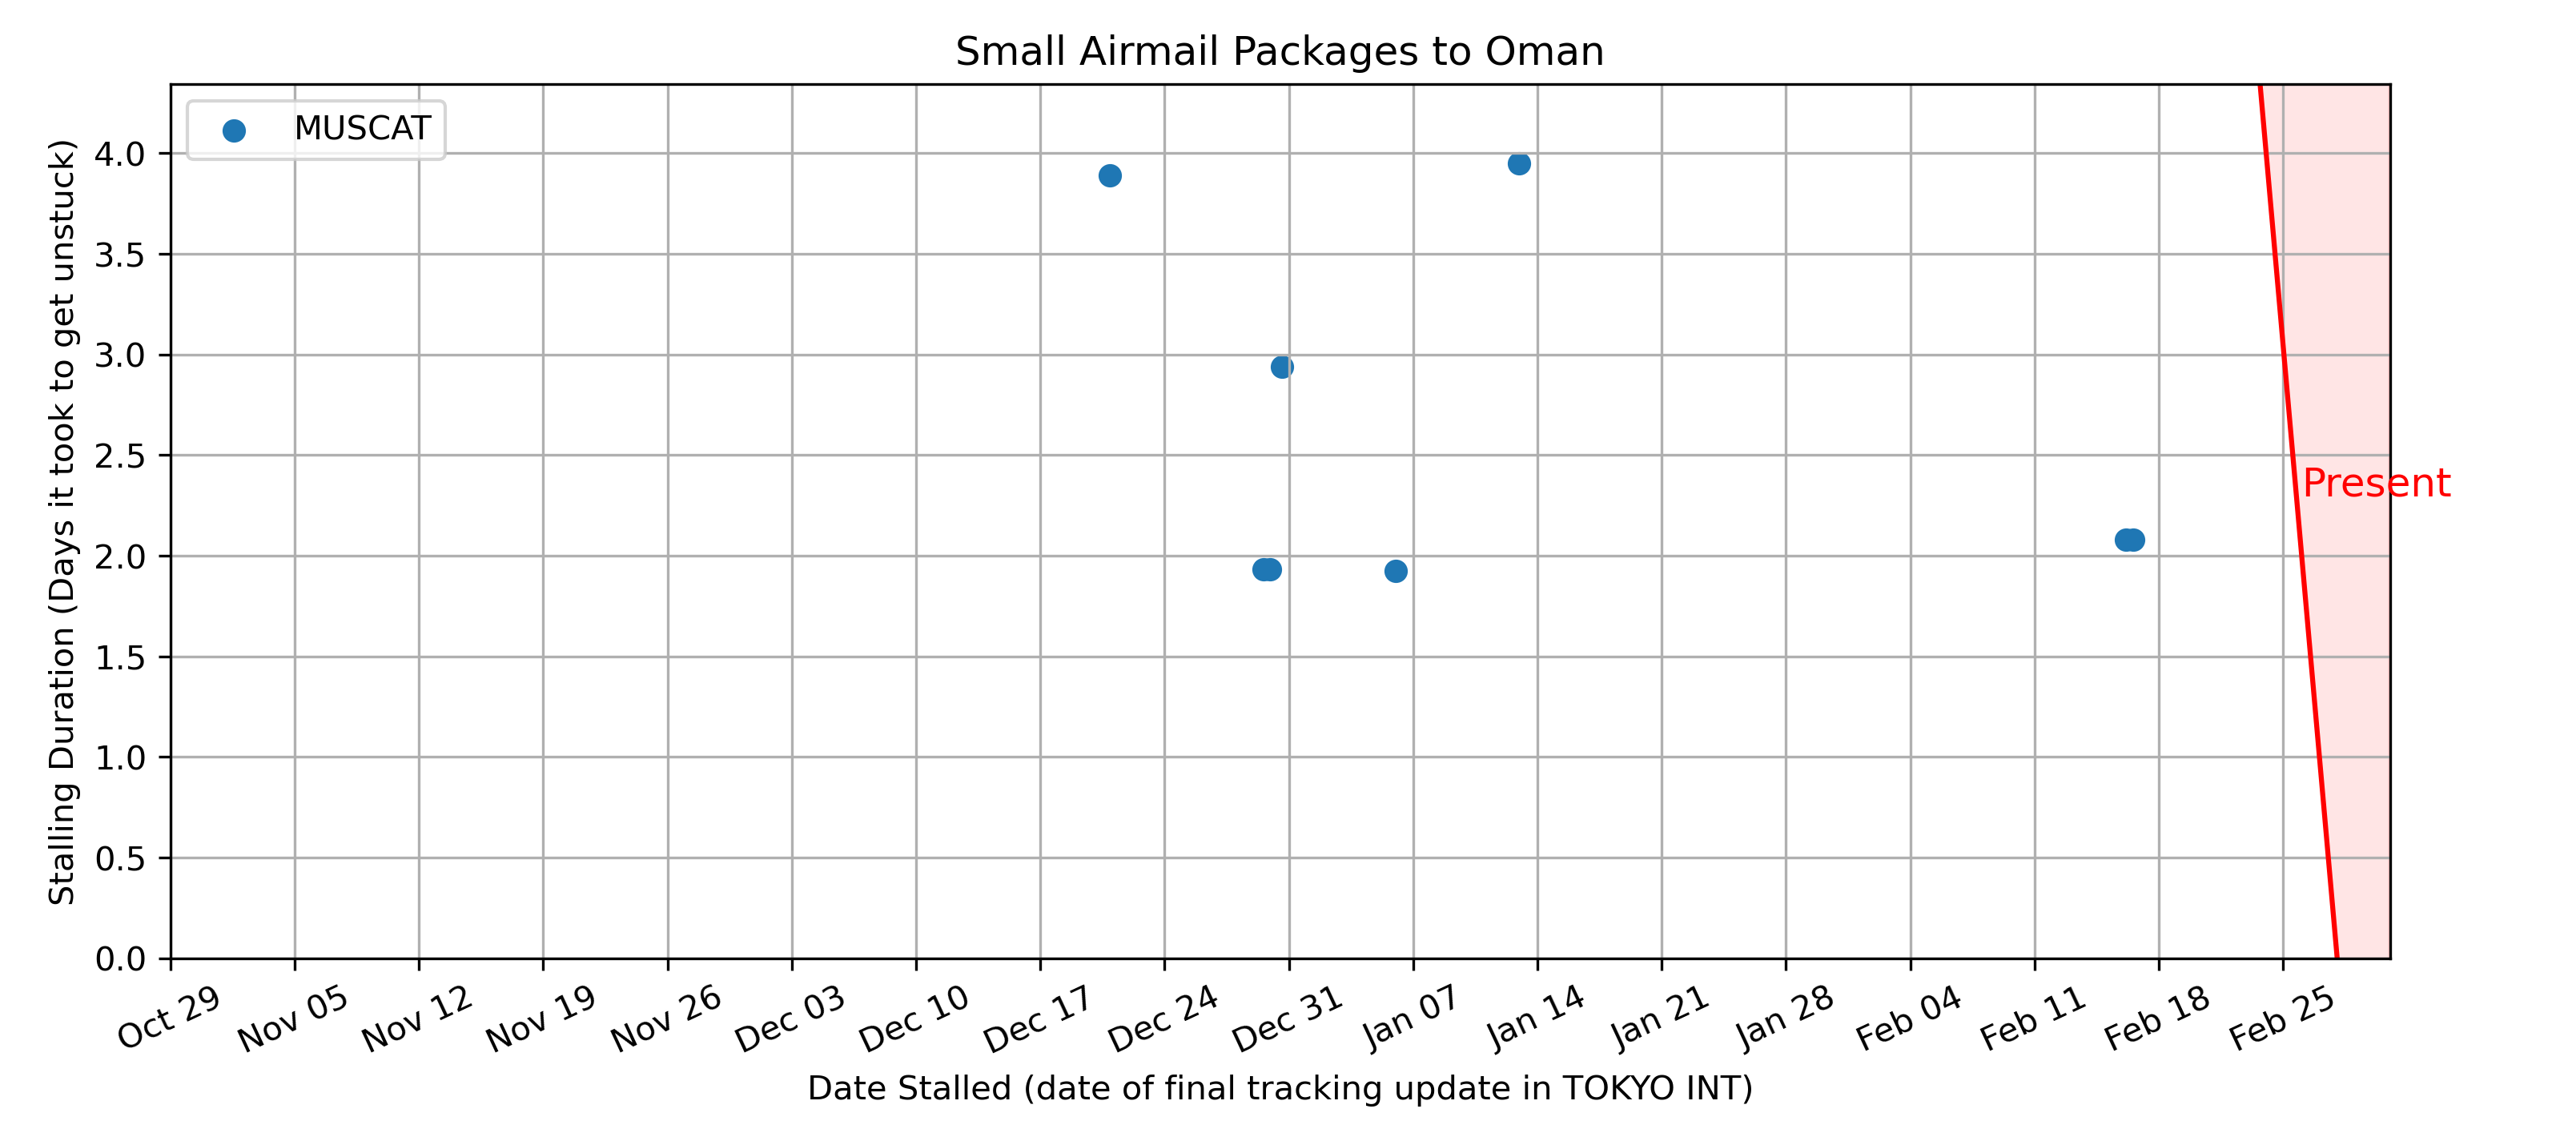 Small Airmail Packages to Oman
MUSCAT
Stalling Duration (Days it took to get unstuck)
4.0
3.5
3.0
2.5
2.0
1.5
1.0
0.5
0.0
Present
Oct 29 Nov 05 Nov 12 Nov 19 Nov 26 Dec 03 Dec 10 Dec 17 Dec 24 Dec 31 Jan 07 Jan 14 Jan 21 Jan 28 Feb 04 Feb 11 Feb 18 Feb 25
Date Stalled (date of final tracking update in TOKYO INT)